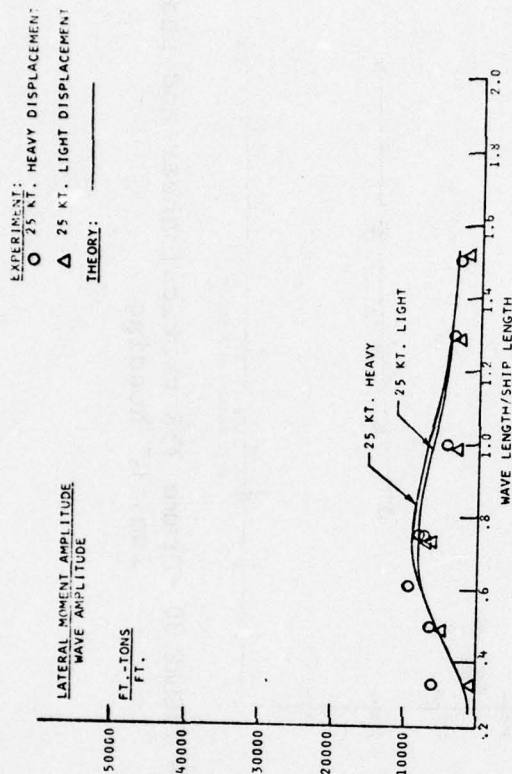 EXPERIMENT:
O 25 KT. HEAVY DISPLACEMENT
Δ 25 KT. LIGHT DISPLACEMENT
THEORY:
LATERAL MOMENT AMPLITUDE
WAVE AMPLITUDE
FT.-TONS
FT.
50000
40000
30000
20000
10000
25 KT. HEAVY
25 KT. LIGHT
.2 .4 .6 .8 1.0 1.2 1.4 1.6 1.8 2.0
WAVE LENGTH/SHIP LENGTH